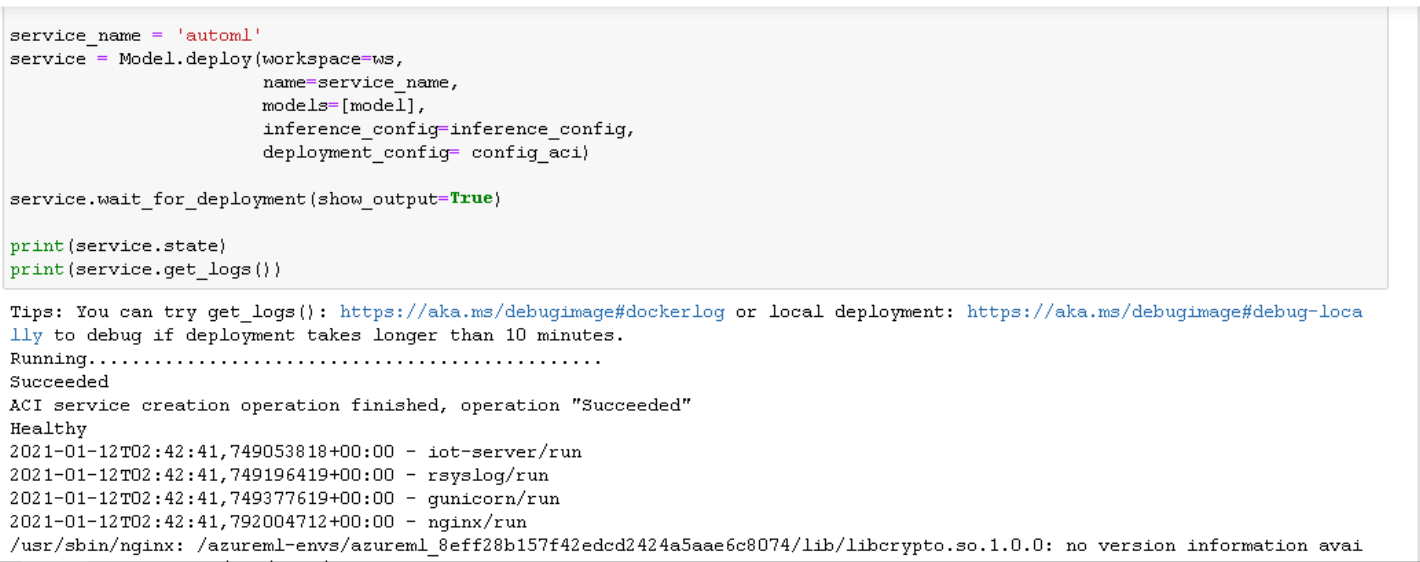 service_name = 'automl'
service = Model.deploy(workspace=ws,
name=service_name,
models=[model],
inference_config=inference_config,
deployment_config= config_aci)
service.wait_for_deployment(show_output=True)
print(service.state)
print(service.get_logs())
Tips: You can try get_logs(): https://aka.ms/debugimage#dockerlog or local deployment: https://aka.ms/debugimage#debug-loca
lly to debug if deployment takes longer than 10 minutes.
Running...............................................
Succeeded
ACI service creation operation finished, operation "Succeeded"
Healthy
2021-01-12T02:42:41,749053818+00:00 - iot-server/run
2021-01-12T02:42:41,749196419+00:00 - rsyslog/run
2021-01-12T02:42:41,749377619+00:00 - gunicorn/run
2021-01-12T02:42:41,792004712+00:00 - nginx/run
/usr/sbin/nginx: /azureml-envs/azureml_8eff28b157f42edcd2424a5aae6c8074/lib/libcrypto.so.1.0.0: no version information avai